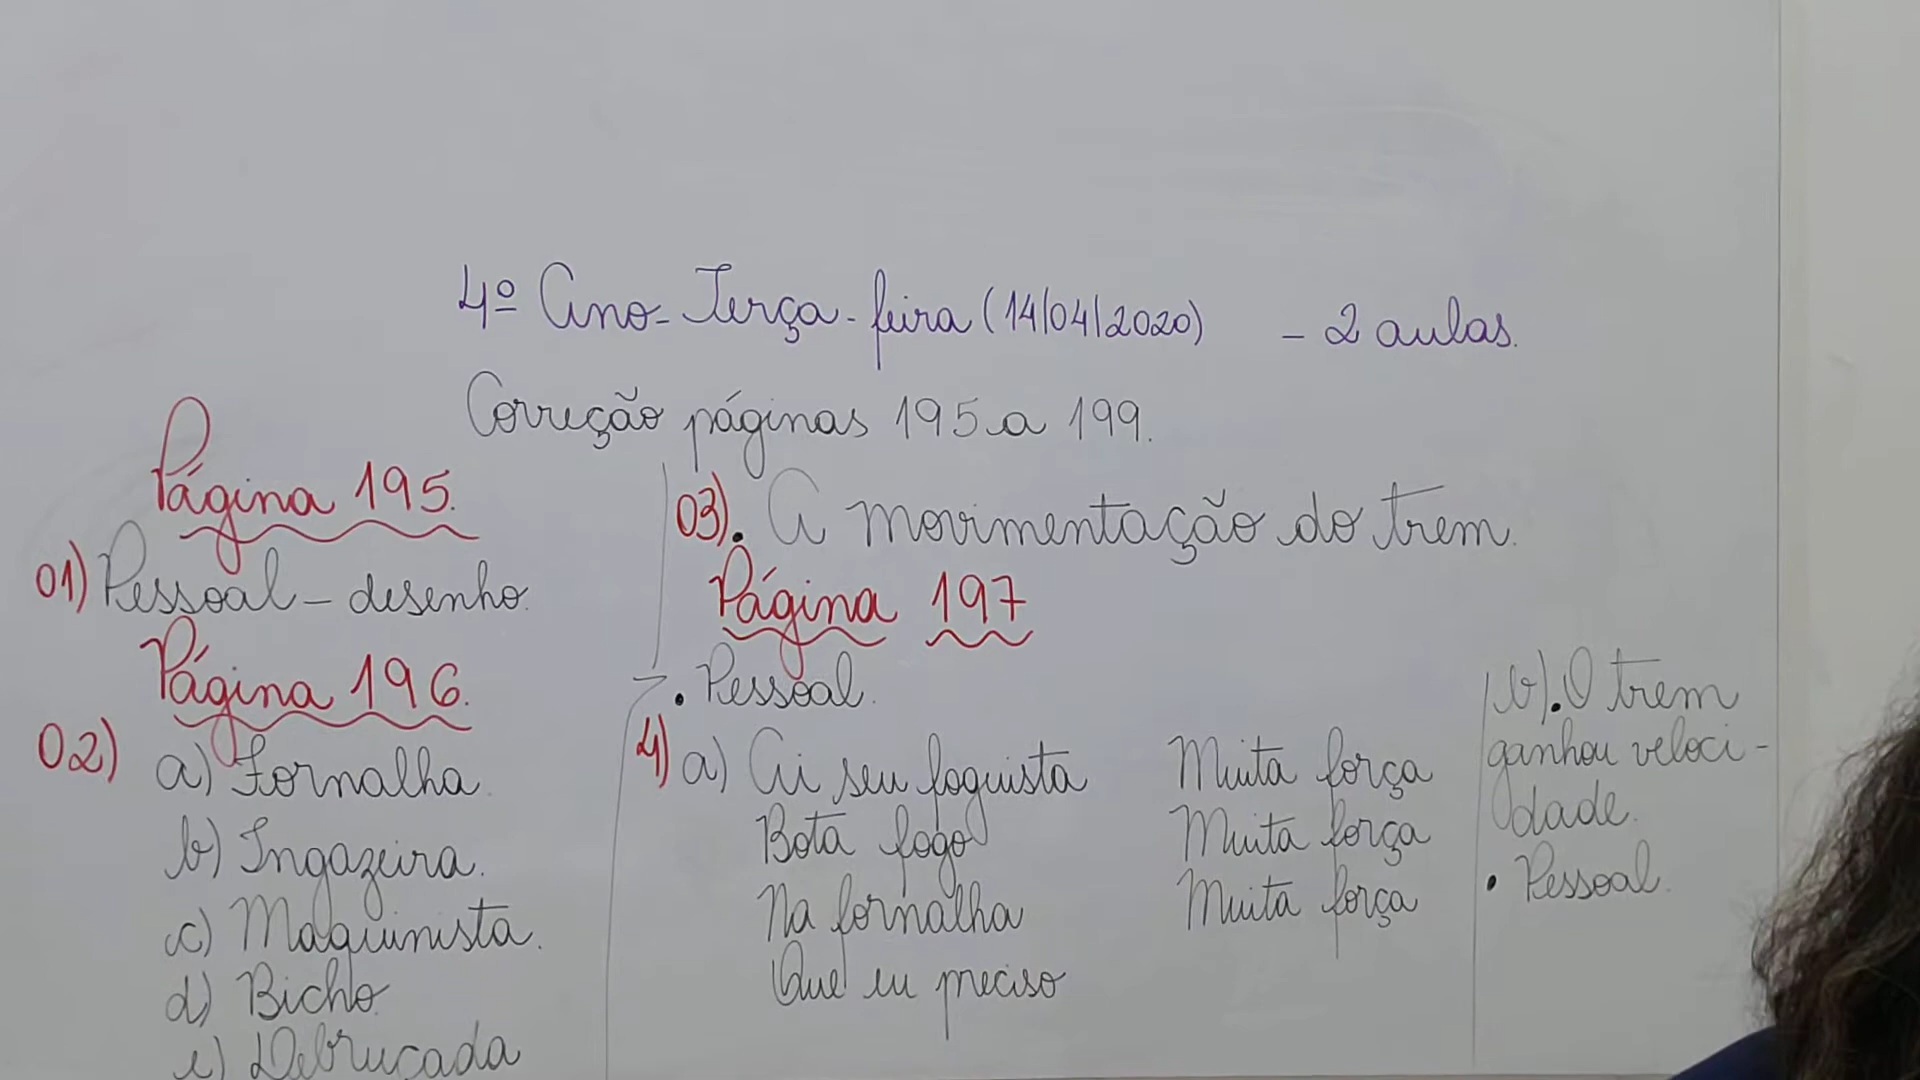 4º Ano - Terça-feira (14/04/2020) - 2 aulas.
Correção páginas 195 a 199.
Página 195.
01) Pessoal - desenho.
Página 196.
02) a) Fornalha.
b) Ingazeira.
c) Maquinista.
d) Bicho.
e) Debruçada
03). A movimentação do trem.
Página 197
. Pessoal.
4) a) Ai seu foguista
Bota fogo
Na fornalha
Que eu preciso
Muita força
Muita força
Muita força
b). O trem
ganhou veloci-
dade.
• Pessoal.